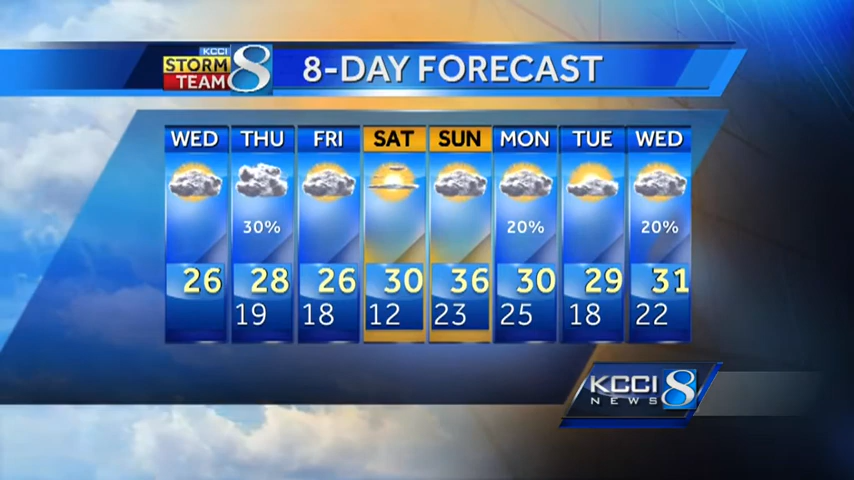 KCCI
STORM
TEAM
8
8-DAY FORECAST
WED THU FRI SAT SUN MON TUE WED
30% 20% 20%
26 28 26 30 36 30 29 31
19 18 12 23 25 18 22
KCCI 8
NEWS